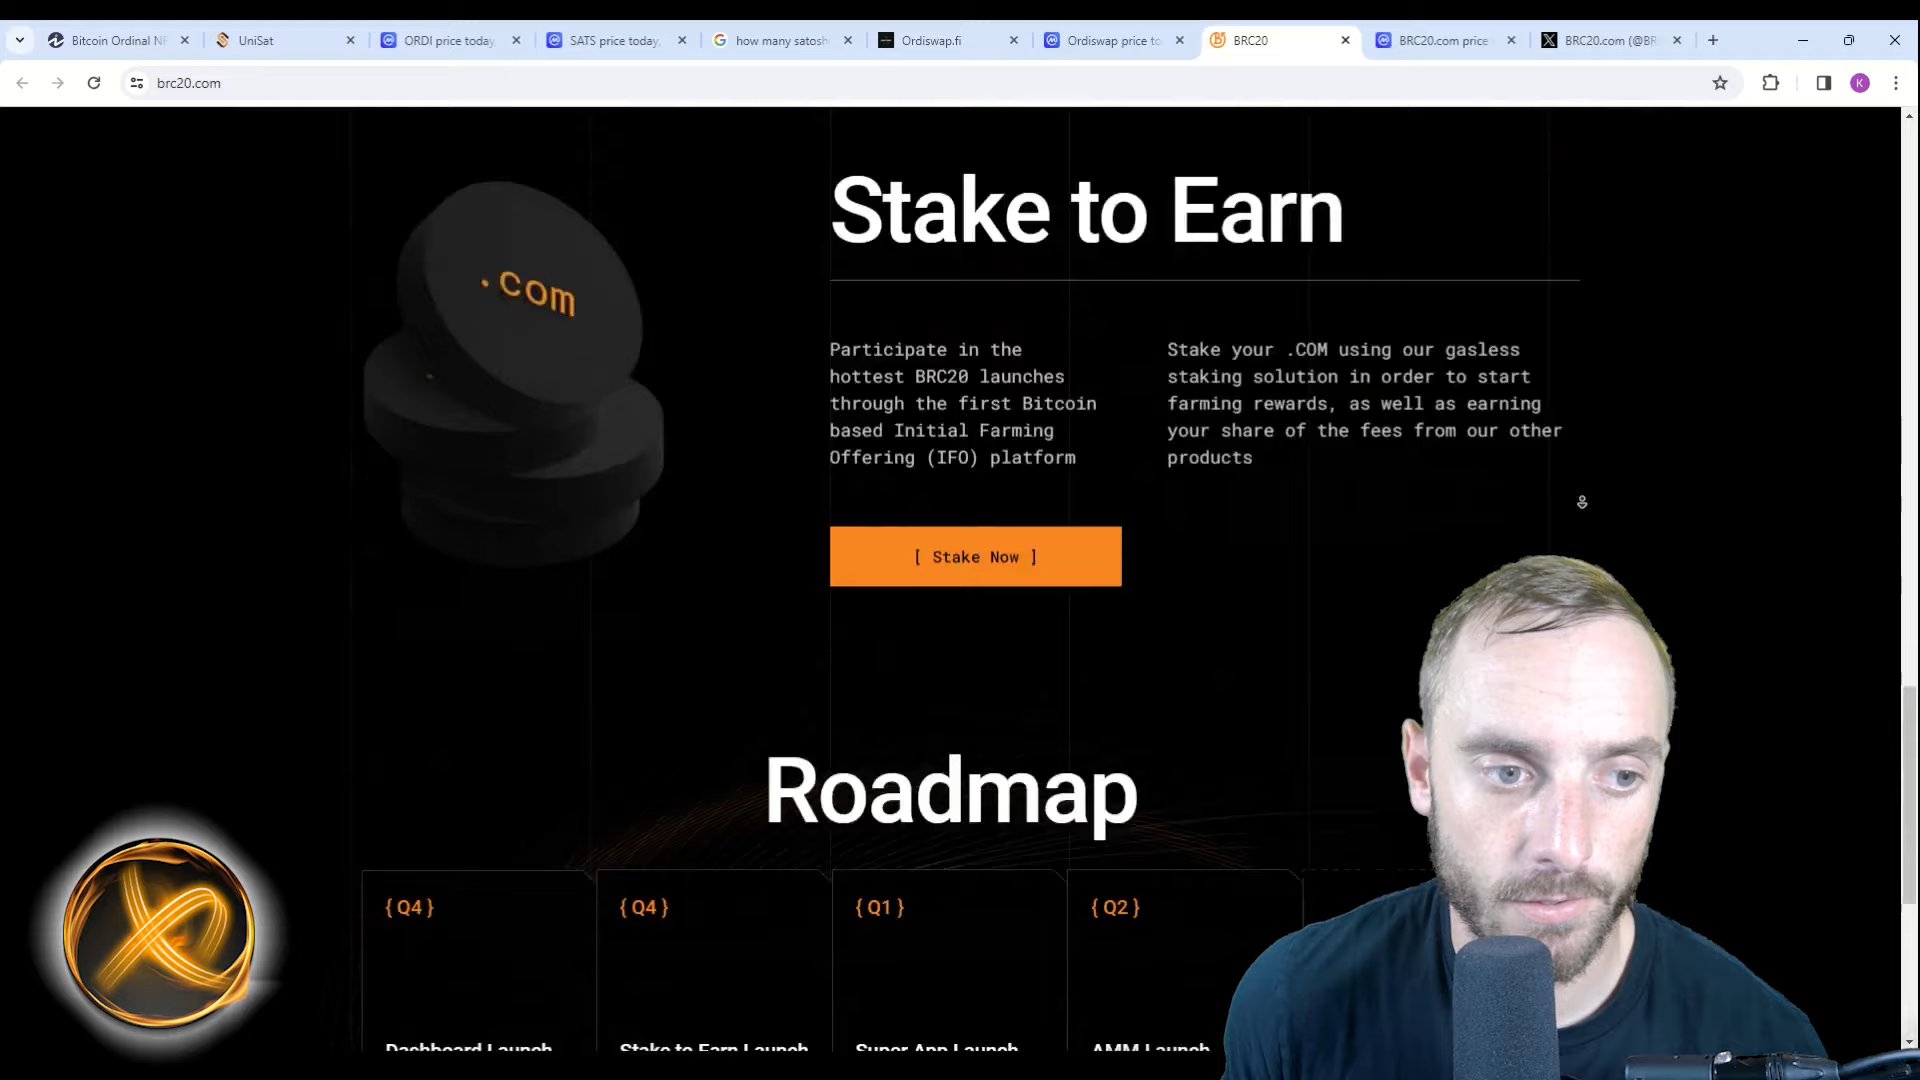 Bitcoin Ordinal NF
UniSat
ORDI price today,
SATS price today,
how many satosh
Ordiswap.fi
Ordiswap price to
BRC20
BRC20.com price
BRC20.com (@BR
brc20.com
K
.com
Stake to Earn
Participate in the
hottest BRC20 launches
through the first Bitcoin
based Initial Farming
Offering (IFO) platform
Stake your .COM using our gasless
staking solution in order to start
farming rewards, as well as earning
your share of the fees from our other
products
[ Stake Now ]
Roadmap
{ Q4 }
{ Q4 }
{ Q1 }
{ Q2 }
Dashboard Launch
Stake to Earn Launch
Super App Launch
AMM Launch